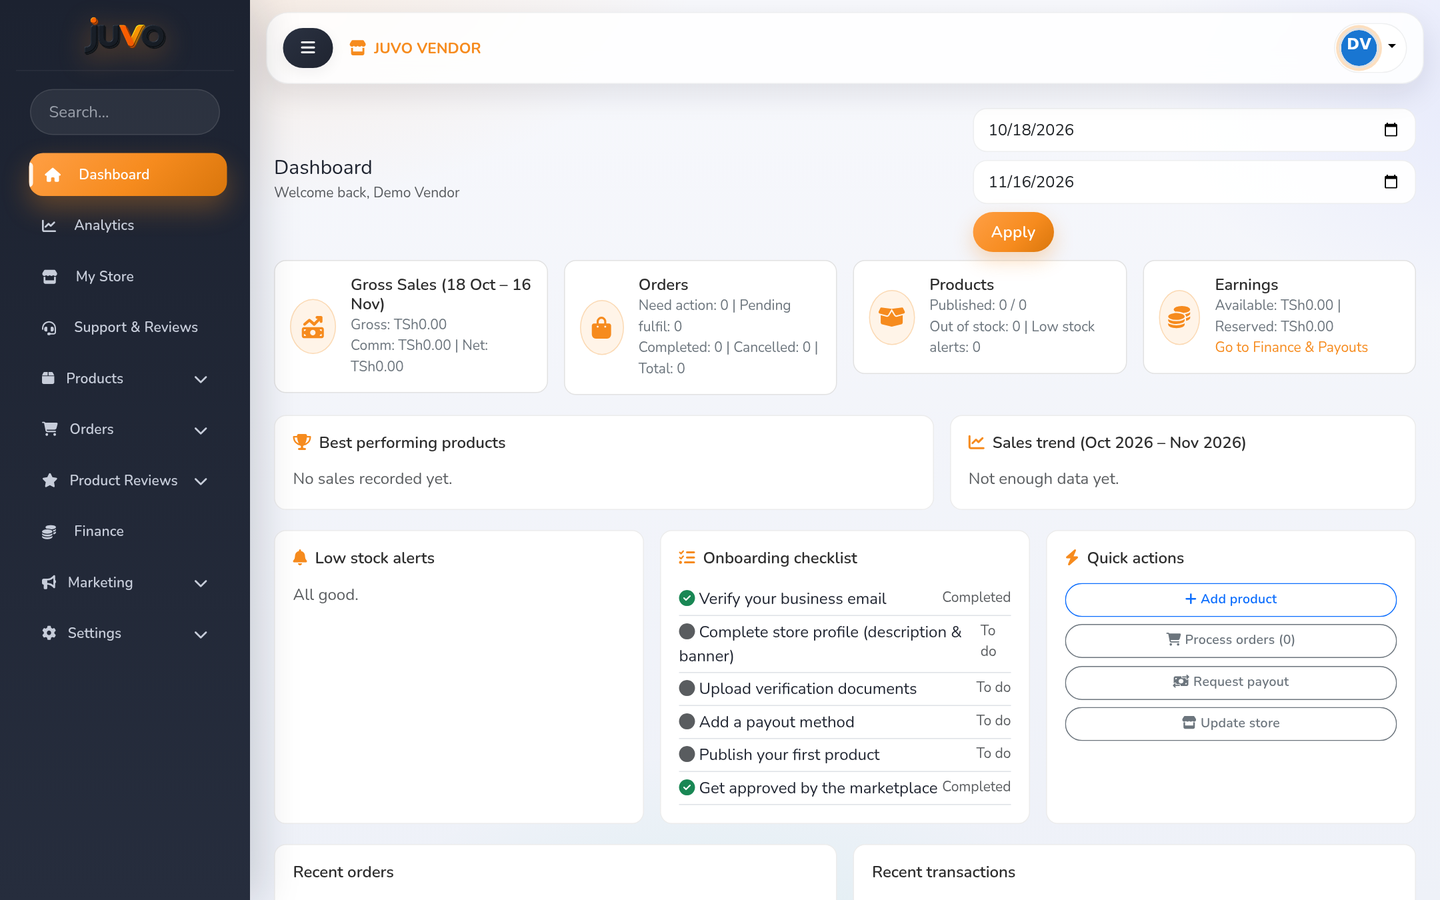 juvo
Search...
Dashboard
Analytics
My Store
Support & Reviews
Products
Orders
Product Reviews
Finance
Marketing
Settings
JUVO VENDOR
DV
Dashboard
Welcome back, Demo Vendor
10/18/2026
11/16/2026
Apply
Gross Sales (18 Oct – 16
Nov)
Gross: TSh0.00
Comm: TSh0.00 | Net:
TSh0.00
Orders
Need action: 0 | Pending
fulfil: 0
Completed: 0 | Cancelled: 0 |
Total: 0
Products
Published: 0 / 0
Out of stock: 0 | Low stock
alerts: 0
Earnings
Available: TSh0.00 |
Reserved: TSh0.00
Go to Finance & Payouts
Best performing products
No sales recorded yet.
Sales trend (Oct 2026 – Nov 2026)
Not enough data yet.
Low stock alerts
All good.
Onboarding checklist
Verify your business email Completed
Complete store profile (description & To
banner) do
Upload verification documents To do
Add a payout method To do
Publish your first product To do
Get approved by the marketplace Completed
Quick actions
Add product
Process orders (0)
Request payout
Update store
Recent orders
Recent transactions